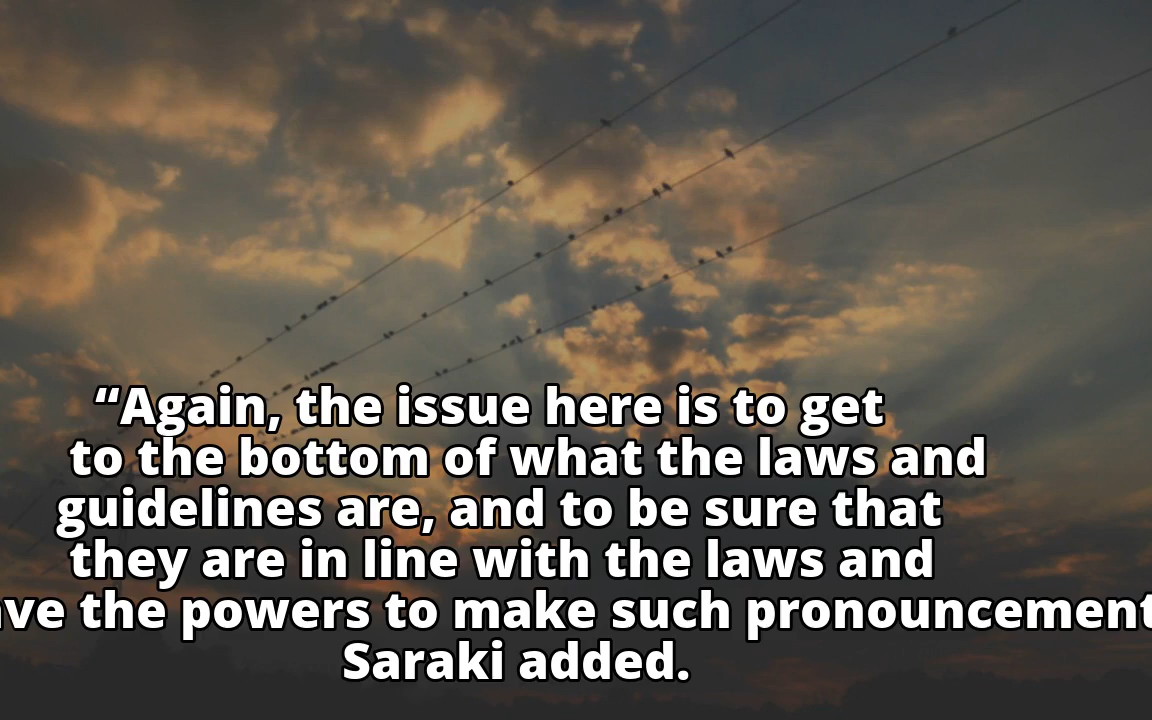 “Again, the issue here is to get
to the bottom of what the laws and
guidelines are, and to be sure that
they are in line with the laws and
the powers to make such
Saraki added.